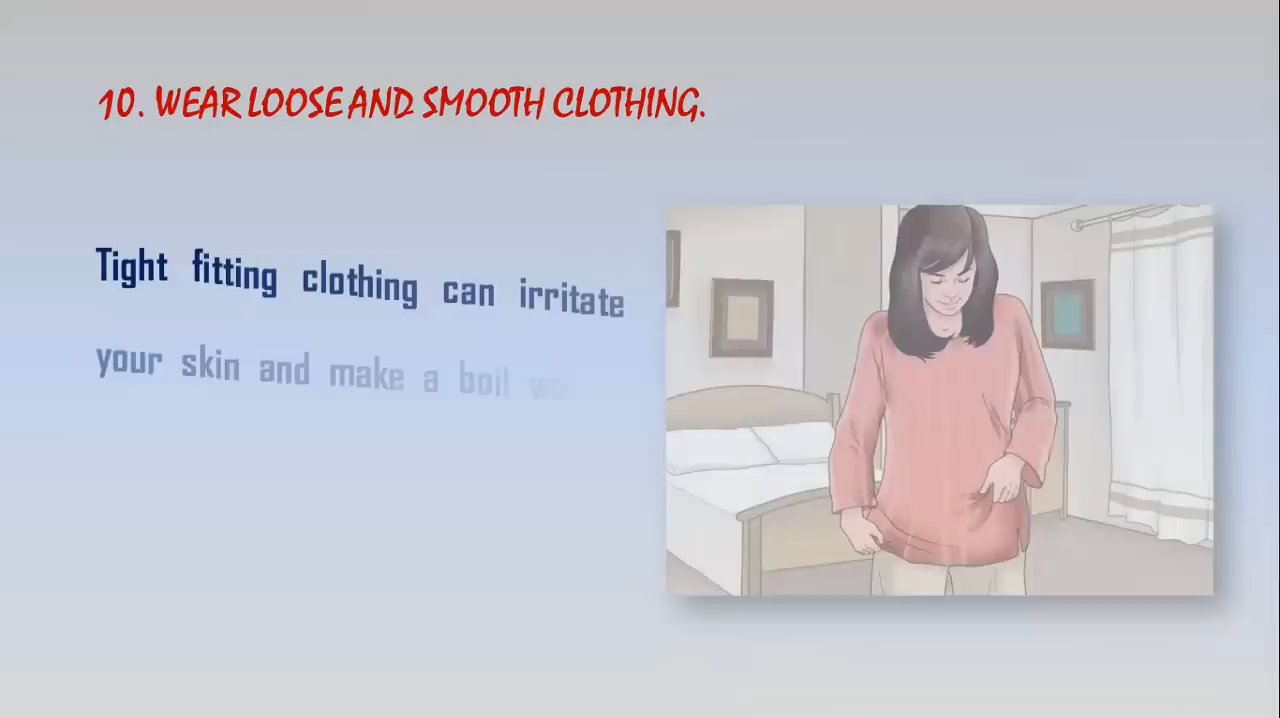 10. WEAR LOOSE AND SMOOTH CLOTHING.
Tight fitting clothing can irritate
your skin and make a boil